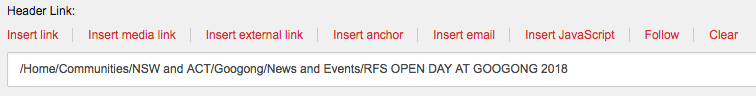 Header Link:
Insert link Insert media link Insert external link Insert anchor Insert email Insert JavaScript Follow Clear
/Home/Communities/NSW and ACT/Googong/News and Events/RFS OPEN DAY AT GOOGONG 2018